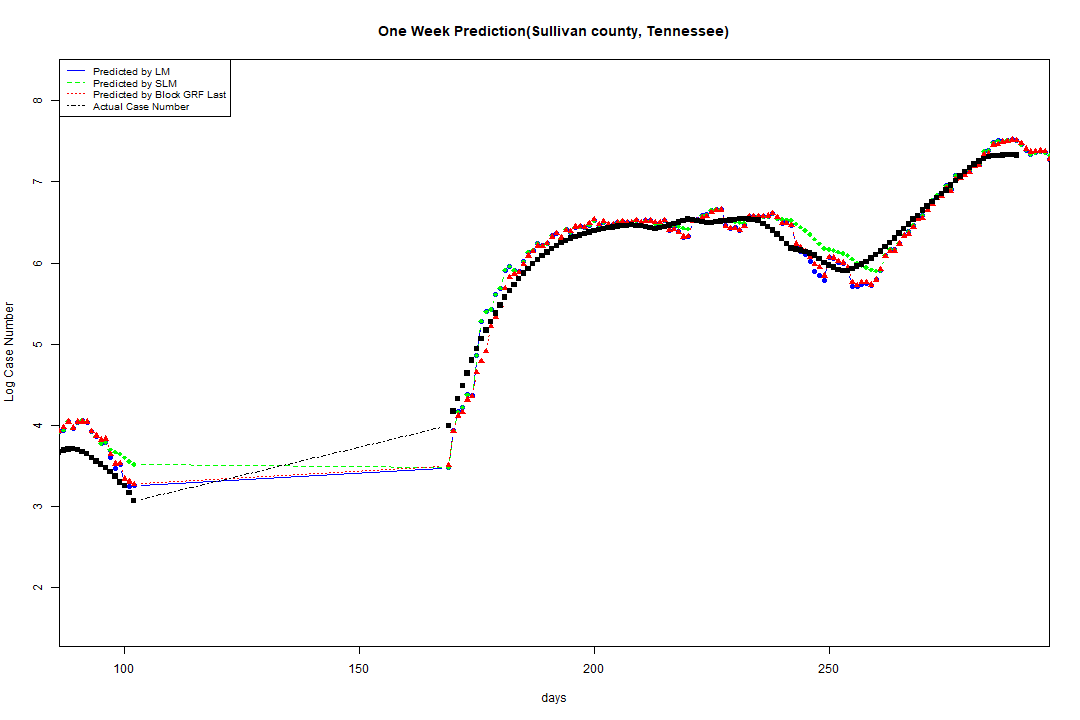 One Week Prediction(Sullivan county, Tennessee)
Predicted by LM
Predicted by SLM
Predicted by Block GRF Last
Actual Case Number
8
7
6
5
4
3
2
Log Case Number
100 150 200 250
days